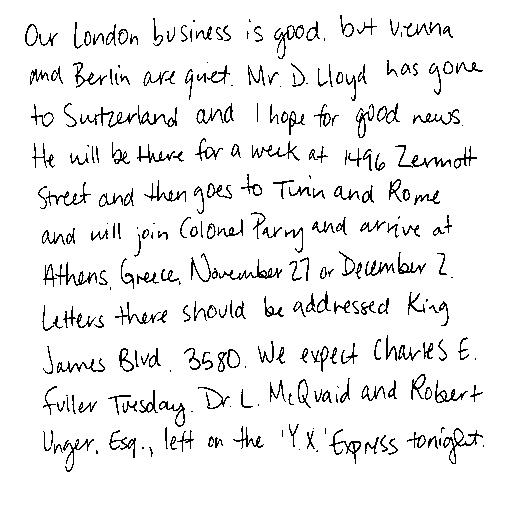 Our London business is good, but Vienna
and Berlin are quiet. Mr. D. Lloyd has gone
to Switzerland and I hope for good news.
He will be there for a week at 1496 Zermott
Street and then goes to Turin and Rome
and will join Colonel Parry and arrive at
Athens, Greece, November 27 or December 2.
Letters there should be addressed King
James Blvd. 3580. We expect Charles E.
Fuller Tuesday. Dr. L. McQuaid and Robert
Unger, Esq., left on the 'Y.X.' Express tonight.